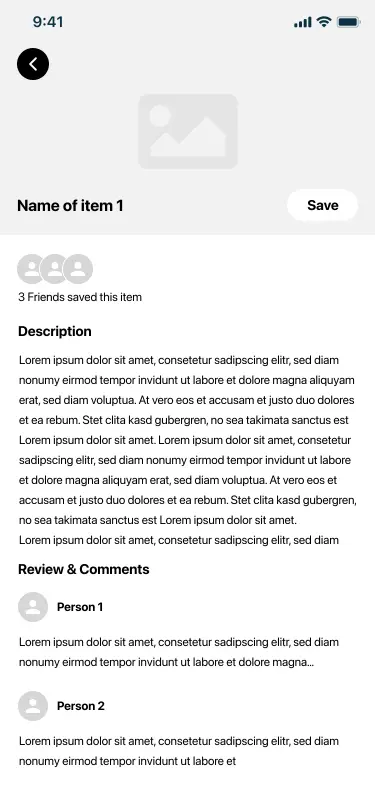 9:41
Name of item 1
Save
3 Friends saved this item
Description
Lorem ipsum dolor sit amet, consetetur sadipscing elitr, sed diam
nonumy eirmod tempor invidunt ut labore et dolore magna aliquyam
erat, sed diam voluptua. At vero eos et accusam et justo duo dolores
et ea rebum. Stet clita kasd gubergren, no sea takimata sanctus est
Lorem ipsum dolor sit amet. Lorem ipsum dolor sit amet, consetetur
sadipscing elitr, sed diam nonumy eirmod tempor invidunt ut labore
et dolore magna aliquyam erat, sed diam voluptua. At vero eos et
accusam et justo duo dolores et ea rebum. Stet clita kasd gubergren,
no sea takimata sanctus est Lorem ipsum dolor sit amet.
Lorem ipsum dolor sit amet, consetetur sadipscing elitr, sed diam
Review & Comments
Person 1
Lorem ipsum dolor sit amet, consetetur sadipscing elitr, sed diam
nonumy eirmod tempor invidunt ut labore et dolore magna...
Person 2
Lorem ipsum dolor sit amet, consetetur sadipscing elitr, sed diam
nonumy eirmod tempor invidunt ut labore et